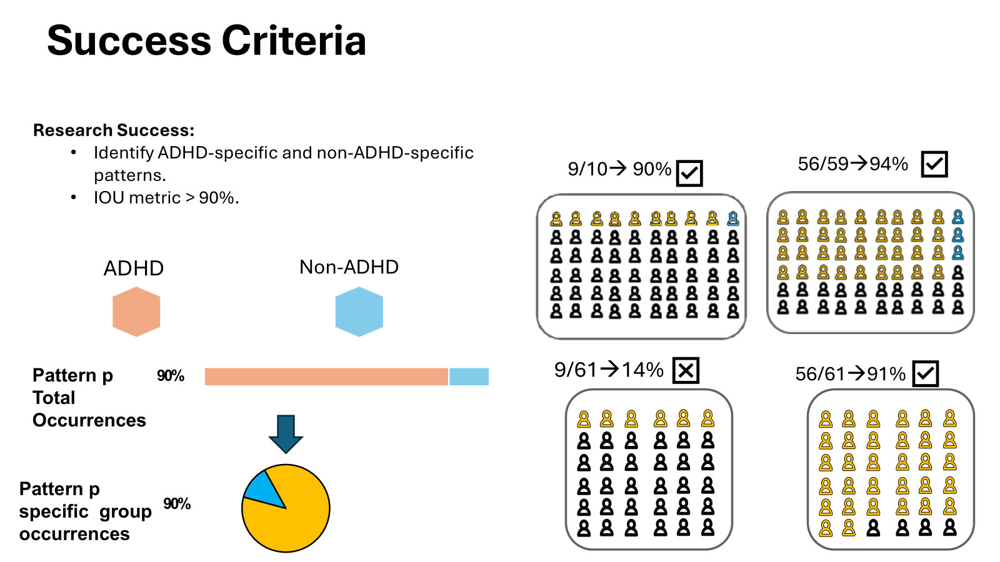 Success Criteria
Research Success:
• Identify ADHD-specific and non-ADHD-specific
patterns.
• IOU metric > 90%.
ADHD
Non-ADHD
Pattern p
Total
Occurrences
90%
Pattern p
specific group
occurrences
90%
9/10→ 90%
56/59→94%
9/61→14%
56/61→91%